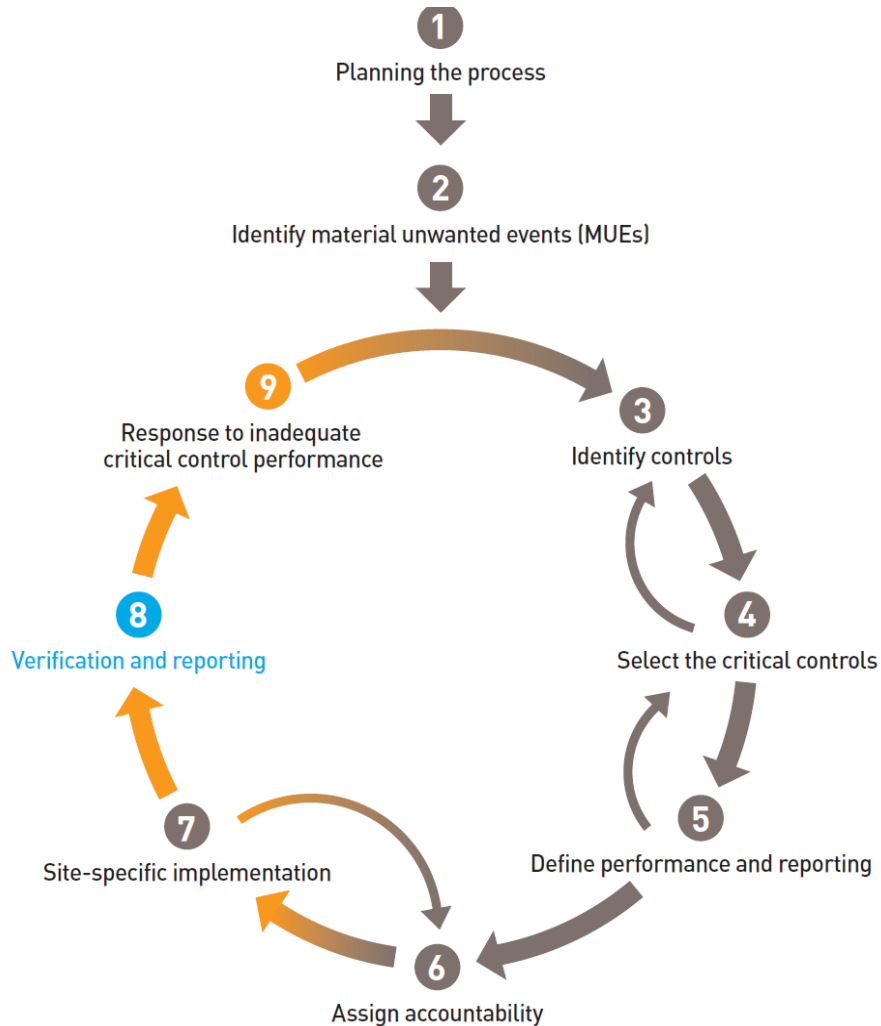 1
Planning the process
2
Identify material unwanted events (MUEs)
9
Response to inadequate
critical control performance
3
Identify controls
8
Verification and reporting
4
Select the critical controls
7
Site-specific implementation
5
Define performance and reporting
6
Assign accountability